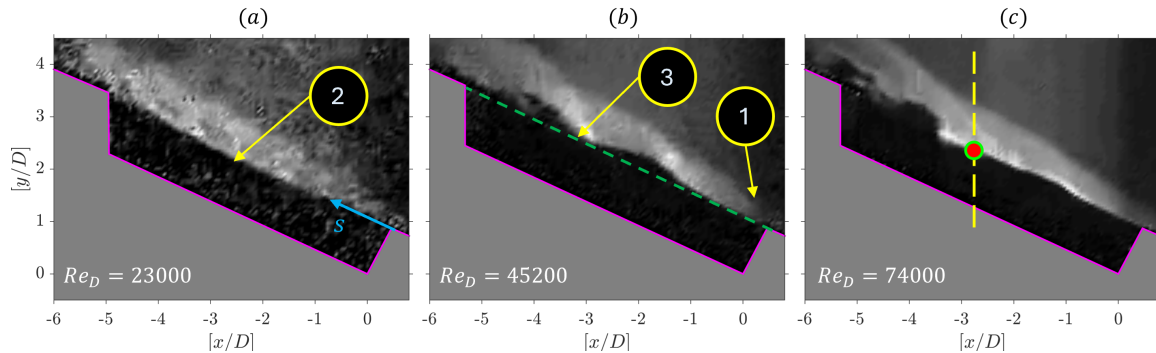 (a) (b) (c)
4
3
2
1
0
[y/D]
2
3
1
s
Re_D = 23000
Re_D = 45200
Re_D = 74000
-6 -5 -4 -3 -2 -1 0
-6 -5 -4 -3 -2 -1 0
-6 -5 -4 -3 -2 -1 0
[x/D] [x/D] [x/D]